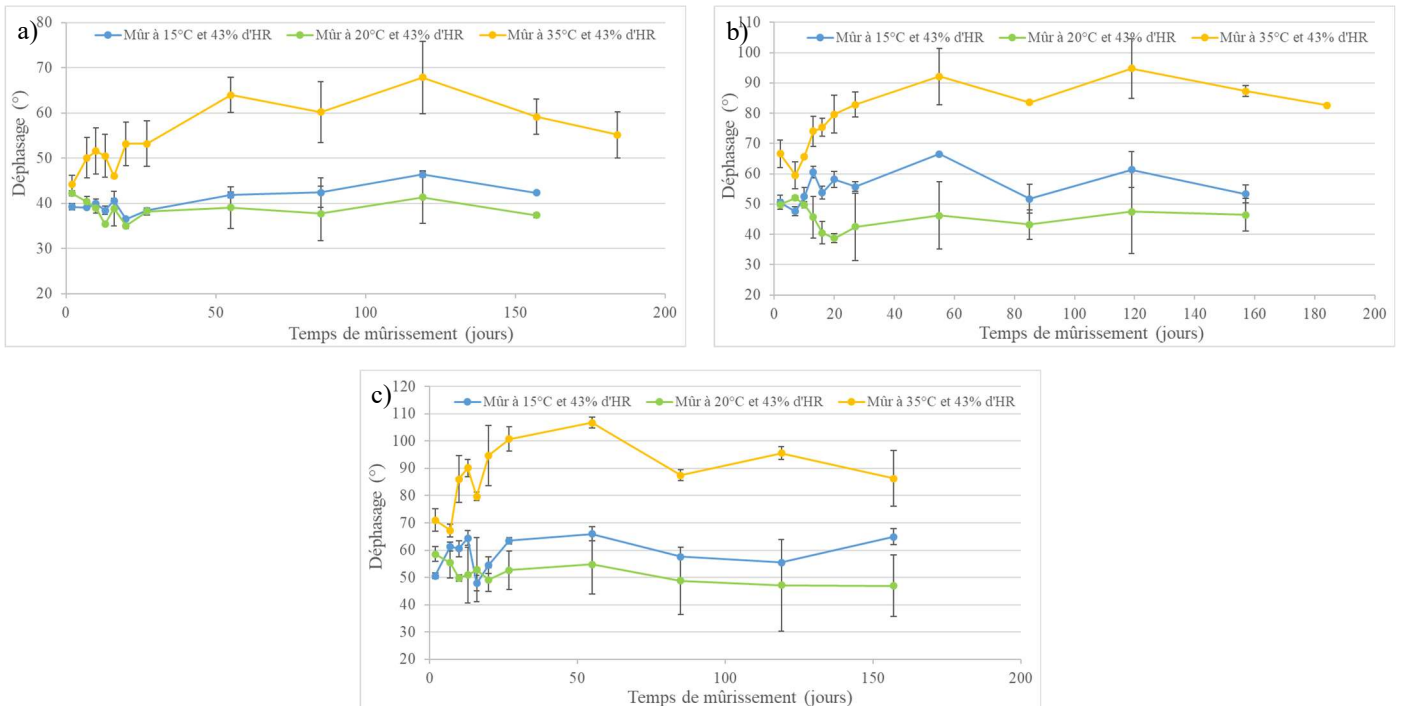 a)
Mûr à 15°C et 43% d'HR
Mûr à 20°C et 43% d'HR
Mûr à 35°C et 43% d'HR
Déphasage (°)
80
70
60
50
40
30
20
0
50
100
150
200
Temps de mûrissement (jours)
b)
Mûr à 15°C et 43% d'HR
Mûr à 20°C et 43% d'HR
Mûr à 35°C et 43% d'HR
Déphasage (°)
110
100
90
80
70
60
50
40
30
20
10
0
20
40
60
80
100
120
140
160
180
200
Temps de mûrissement (jours)
c)
Mûr à 15°C et 43% d'HR
Mûr à 20°C et 43% d'HR
Mûr à 35°C et 43% d'HR
Déphasage (°)
120
110
100
90
80
70
60
50
40
30
20
0
50
100
150
200
Temps de mûrissement (jours)